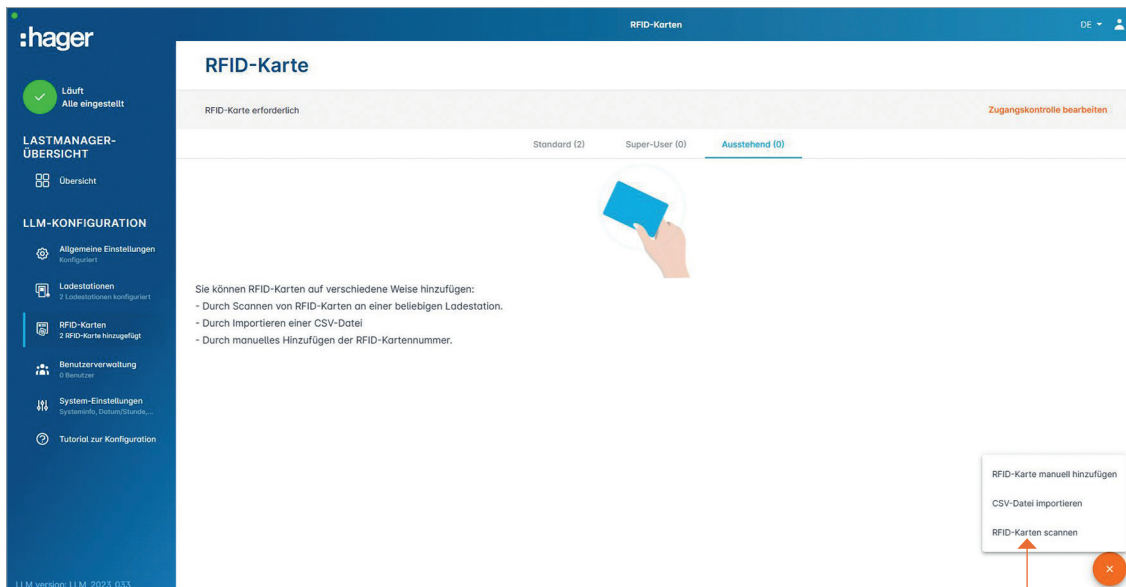 :hager
RFID-Karten
DE
RFID-Karte
Läuft
Alle eingestellt
RFID-Karte erforderlich
Zugangskontrolle bearbeiten
LASTMANAGER-
ÜBERSICHT
Übersicht
Standard (2)
Super-User (0)
Ausstehend (0)
LLM-KONFIGURATION
Allgemeine Einstellungen
Konfiguriert
Ladestationen
2 Ladestationen konfiguriert
RFID-Karten
2 RFID-Karte hinzugefügt
Benutzerverwaltung
0 Benutzer
System-Einstellungen
Systeminfo, Datum/Stunde,...
Tutorial zur Konfiguration
LLM version: LLM_2023_033
Sie können RFID-Karten auf verschiedene Weise hinzufügen:
- Durch Scannen von RFID-Karten an einer beliebigen Ladestation.
- Durch Importieren einer CSV-Datei
- Durch manuelles Hinzufügen der RFID-Kartennummer.
RFID-Karte manuell hinzufügen
CSV-Datei importieren
RFID-Karten scannen